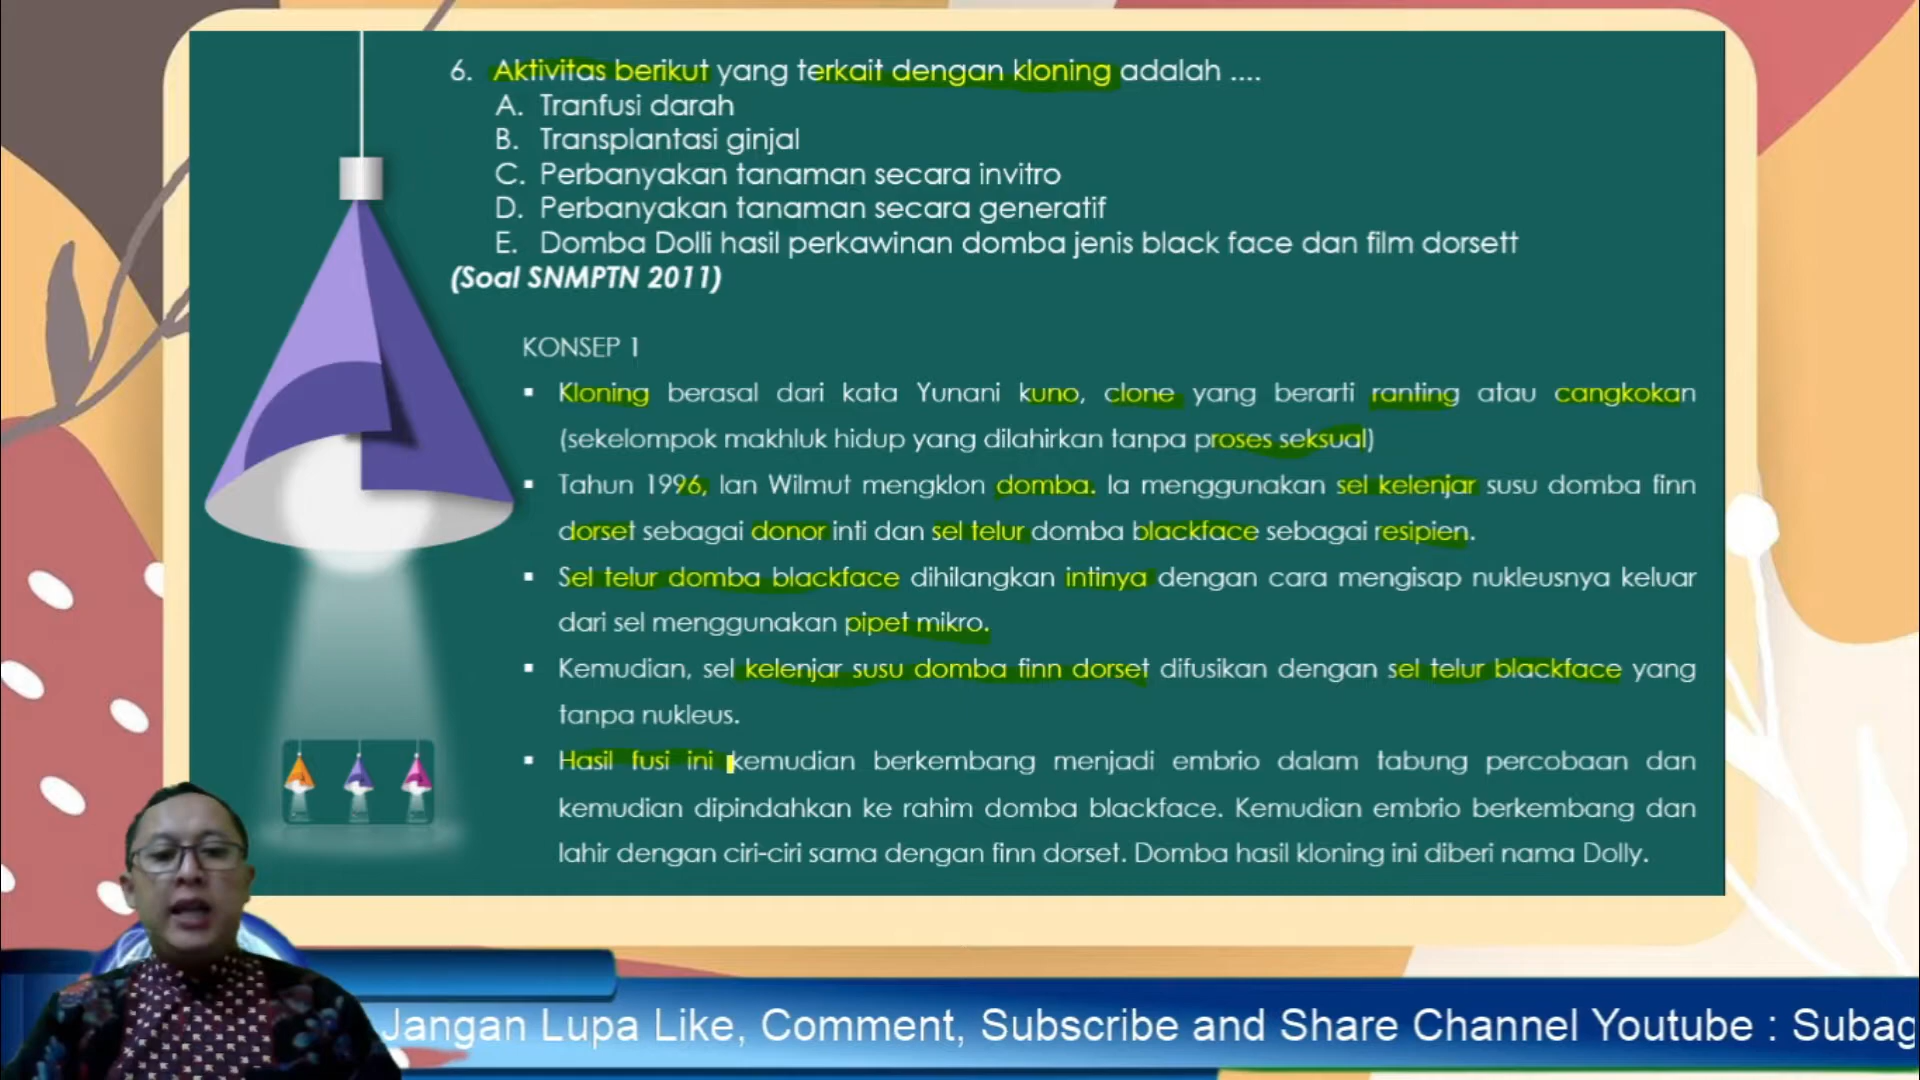 6. Aktivitas berikut yang terkait dengan kloning adalah ....
A. Tranfusi darah
B. Transplantasi ginjal
C. Perbanyakan tanaman secara invitro
D. Perbanyakan tanaman secara generatif
E. Domba Dolli hasil perkawinan domba jenis black face dan film dorsett
(Soal SNMPTN 2011)
KONSEP 1
▪ Kloning berasal dari kata Yunani kuno, clone yang berarti ranting atau cangkokan
(sekelompok makhluk hidup yang dilahirkan tanpa proses seksual)
▪ Tahun 1996, Ian Wilmut mengklon domba. Ia menggunakan sel kelenjar susu domba finn
dorset sebagai donor inti dan sel telur domba blackface sebagai resipien.
▪ Sel telur domba blackface dihilangkan intinya dengan cara mengisap nukleusnya keluar
dari sel menggunakan pipet mikro.
▪ Kemudian, sel kelenjar susu domba finn dorset difusikan dengan sel telur blackface yang
tanpa nukleus.
▪ Hasil fusi ini kemudian berkembang menjadi embrio dalam tabung percobaan dan
kemudian dipindahkan ke rahim domba blackface. Kemudian embrio berkembang dan
lahir dengan ciri-ciri sama dengan finn dorset. Domba hasil kloning ini diberi nama Dolly.
Jangan Lupa Like, Comment, Subscribe and Share Channel Youtube : Subag